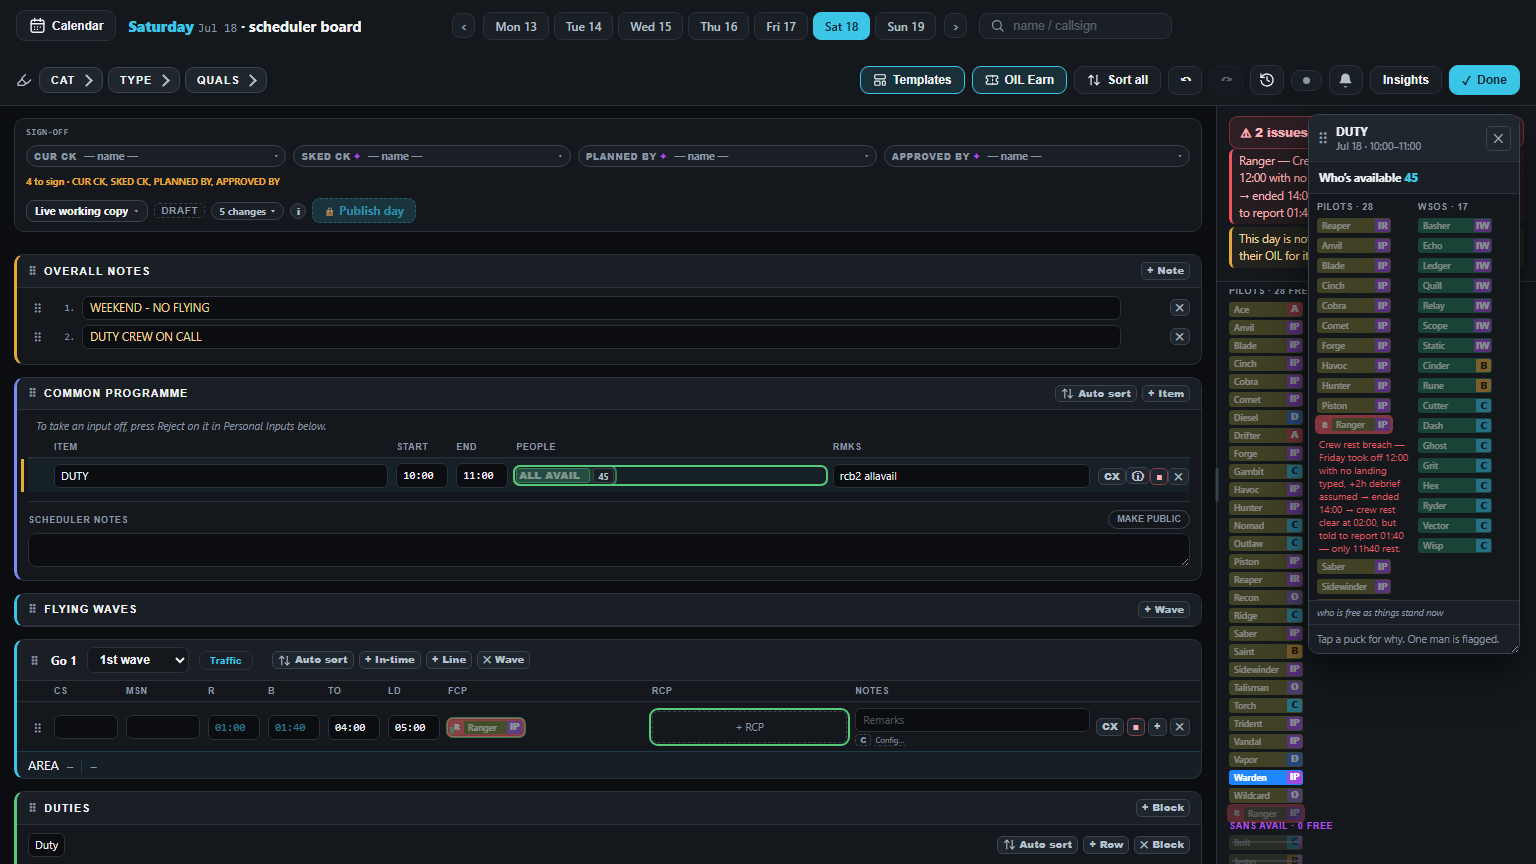 Calendar
Saturday Jul 18 · scheduler board
‹ Mon 13 Tue 14 Wed 15 Thu 16 Fri 17 Sat 18 Sun 19 ›
name / callsign
CAT TYPE QUALS
Templates OIL Earn Sort all Insights ✓ Done
SIGN-OFF
CUR CK — name — SKED CK ✦ — name — PLANNED BY ✦ — name — APPROVED BY ✦ — name —
4 to sign · CUR CK, SKED CK, PLANNED BY, APPROVED BY
Live working copy DRAFT 5 changes i Publish day
OVERALL NOTES + Note
1. WEEKEND - NO FLYING ✕
2. DUTY CREW ON CALL ✕
COMMON PROGRAMME Auto sort + Item
To take an input off, press Reject on it in Personal Inputs below.
ITEM START END PEOPLE RMKS
DUTY 10:00 11:00 ALL AVAIL 45 rcb2 allavail CX ✕
SCHEDULER NOTES MAKE PUBLIC
FLYING WAVES + Wave
Go 1 1st wave Traffic Auto sort + In-time + Line ✕ Wave
CS MSN R B TO LD FCP RCP NOTES
01:00 01:40 04:00 05:00 R Ranger IP + RCP Remarks CX + ✕
C Config...
AREA – | –
DUTIES + Block
Duty Auto sort + Row ✕ Block
⚠ 2 issues
Ranger — Cre
12:00 with no
→ ended 14:0
to report 01:4
This day is no
their OIL for it
PILOTS · 28 FREE
Ace A
Anvil IP
Blade IP
Cinch IP
Cobra IP
Comet IP
Diesel D
Drifter A
Forge IP
Gambit C
Havoc IP
Hunter IP
Nomad C
Outlaw C
Piston IP
Reaper IR
Recon O
Ridge C
Saber IP
Saint B
Sidewinder IP
Talisman O
Torch C
Trident IP
Vandal IP
Vapor D
Warden IP
Wildcard O
R Ranger IP
SANS AVAIL · 0 FREE
Bolt C
Jester B
DUTY ✕
Jul 18 · 10:00–11:00
Who's available 45
PILOTS · 28
Reaper IR
Anvil IP
Blade IP
Cinch IP
Cobra IP
Comet IP
Forge IP
Havoc IP
Hunter IP
Piston IP
R Ranger IP
Crew rest breach —
Friday took off 12:00
with no landing
typed, +2h debrief
assumed → ended
14:00 → crew rest
clear at 02:00, but
told to report 01:40
— only 11h40 rest.
Saber IP
Sidewinder IP
WSOS · 17
Basher IW
Echo IW
Ledger IW
Quill IW
Relay IW
Scope IW
Static IW
Cinder B
Rune B
Cutter C
Dash C
Ghost C
Grit C
Hex C
Ryder C
Vector C
Wisp C
who is free as things stand now
Tap a puck for why. One man is flagged.